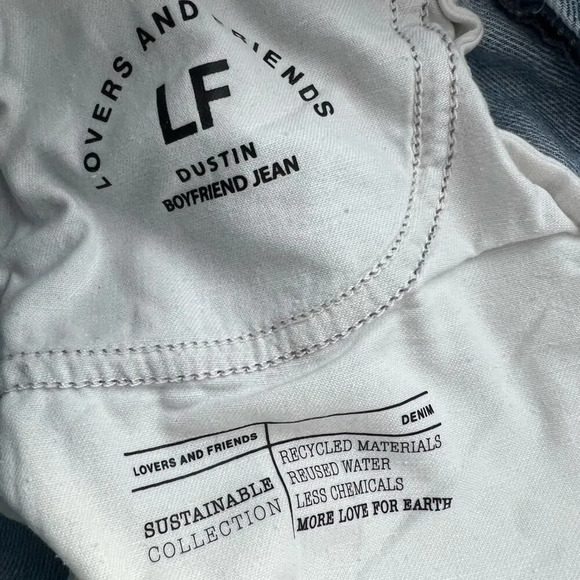 LOVERS AND FRIENDS
LF
DUSTIN
BOYFRIEND JEAN
LOVERS AND FRIENDS
DENIM
SUSTAINABLE
COLLECTION
RECYCLED MATERIALS
REUSED WATER
LESS CHEMICALS
MORE LOVE FOR EARTH